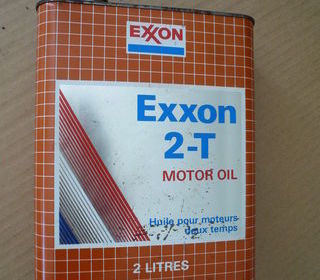 EXXON
Exxon
2-T
MOTOR OIL
Huile pour moteurs
deux temps
2 LITRES